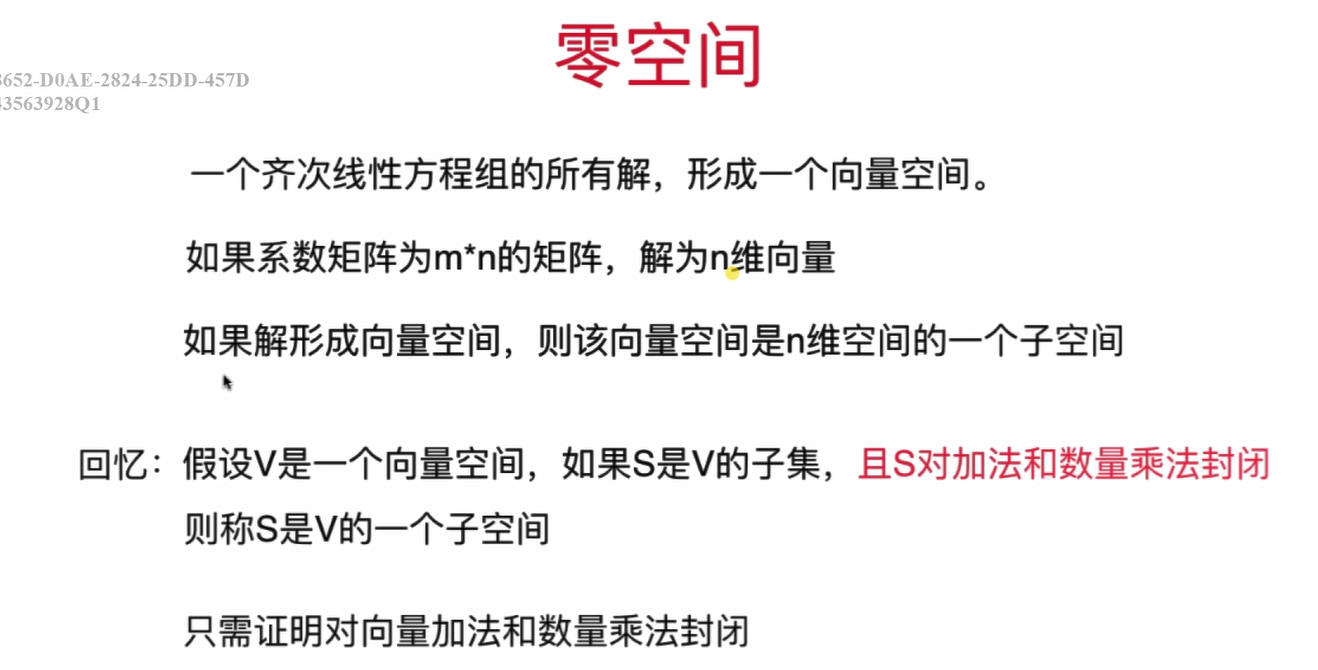 零空间
3652-D0AE-2824-25DD-457D
43563928Q1
一个齐次线性方程组的所有解，形成一个向量空间。
如果系数矩阵为m*n的矩阵，解为n维向量
如果解形成向量空间，则该向量空间是n维空间的一个子空间
回忆：假设V是一个向量空间，如果S是V的子集，且S对加法和数量乘法封闭
则称S是V的一个子空间
只需证明对向量加法和数量乘法封闭